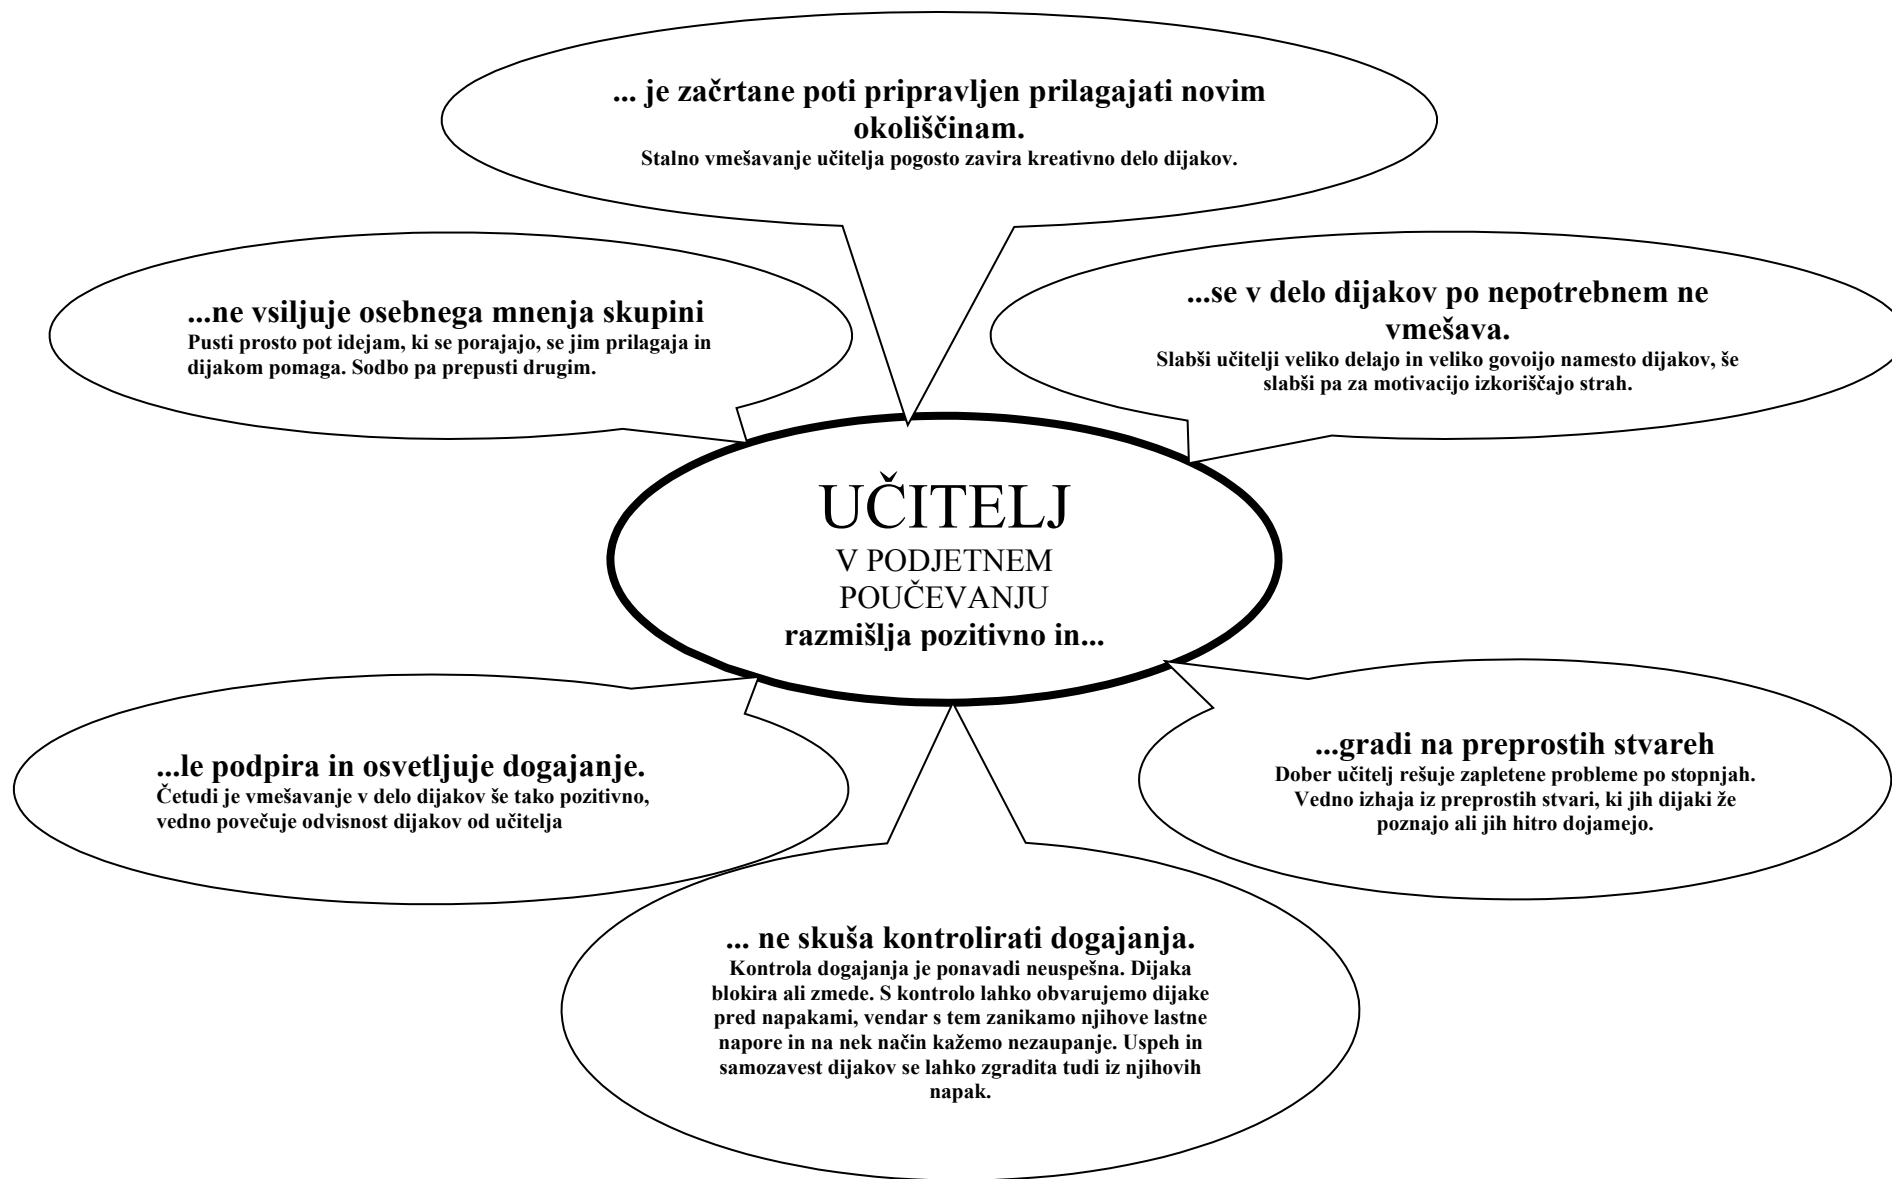 ... je začrtane poti pripravljen prilagajati novim
okoliščinam.
Stalno vmešavanje učitelja pogosto zavira kreativno delo dijakov.
...ne vsiljuje osebnega mnenja skupini
Pusti prosto pot idejam, ki se porajajo, se jim prilagaja in
dijakom pomaga. Sodbo pa prepusti drugim.
...se v delo dijakov po nepotrebnem ne
vmešava.
Slabši učitelji veliko delajo in veliko govoijo namesto dijakov, še
slabši pa za motivacijo izkoriščajo strah.
UČITELJ
V PODJETNEM
POUČEVANJU
razmišlja pozitivno in...
...le podpira in osvetljuje dogajanje.
Četudi je vmešavanje v delo dijakov še tako pozitivno,
vedno povečuje odvisnost dijakov od učitelja
...gradi na preprostih stvareh
Dober učitelj rešuje zapletene probleme po stopnjah.
Vedno izhaja iz preprostih stvari, ki jih dijaki že
poznajo ali jih hitro dojamejo.
... ne skuša kontrolirati dogajanja.
Kontrola dogajanja je ponavadi neuspešna. Dijaka
blokira ali zmede. S kontrolo lahko obvarujemo dijake
pred napakami, vendar s tem zanikamo njihove lastne
napore in na nek način kažemo nezaupanje. Uspeh in
samozavest dijakov se lahko zgradita tudi iz njihovih
napak.